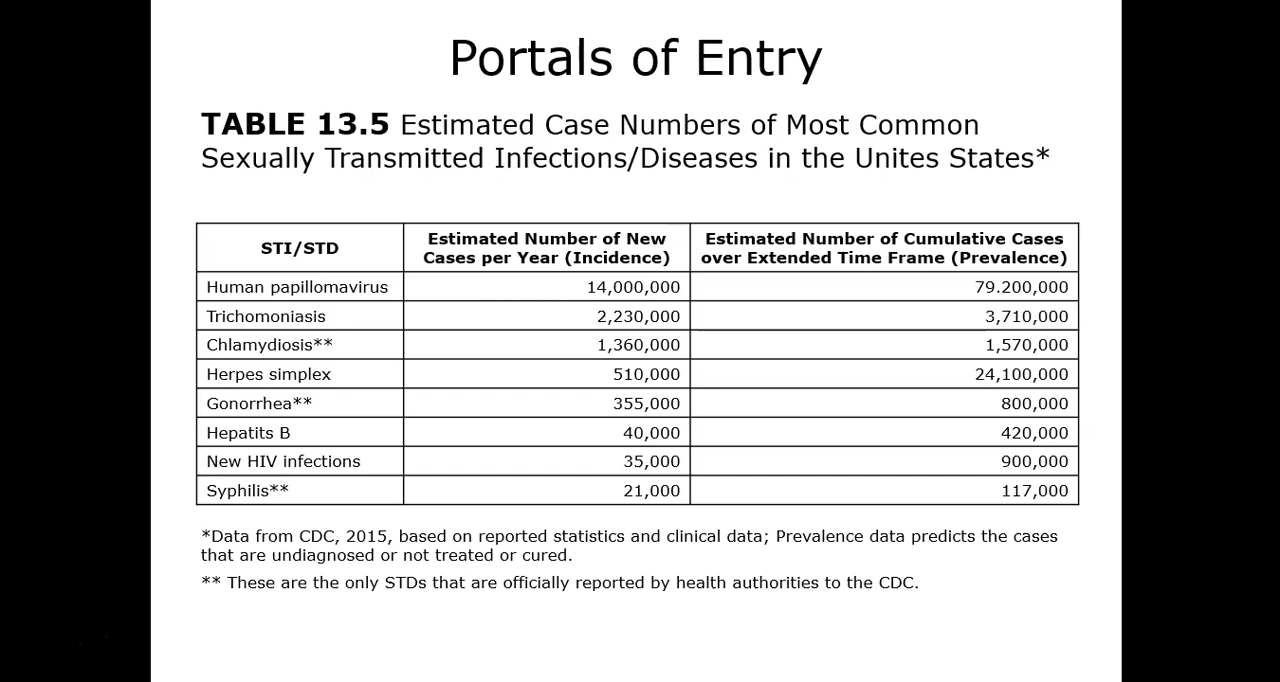 Portals of Entry
TABLE 13.5 Estimated Case Numbers of Most Common
Sexually Transmitted Infections/Diseases in the Unites States*
STI/STD
Estimated Number of New
Cases per Year (Incidence)
Estimated Number of Cumulative Cases
over Extended Time Frame (Prevalence)
Human papillomavirus 14,000,000 79.200,000
Trichomoniasis 2,230,000 3,710,000
Chlamydiosis** 1,360,000 1,570,000
Herpes simplex 510,000 24,100,000
Gonorrhea** 355,000 800,000
Hepatits B 40,000 420,000
New HIV infections 35,000 900,000
Syphilis** 21,000 117,000
*Data from CDC, 2015, based on reported statistics and clinical data; Prevalence data predicts the cases
that are undiagnosed or not treated or cured.
** These are the only STDs that are officially reported by health authorities to the CDC.